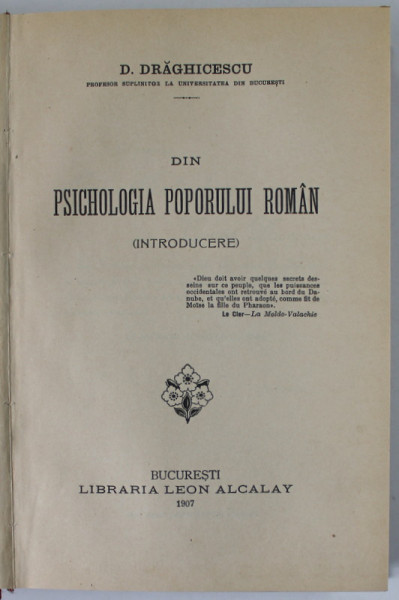 D. DRĂGHICESCU
PROFESOR SUPLINITOR LA UNIVERSITATEA DIN BUCUREȘTI
DIN
PSICHOLOGIA POPORULUI ROMÂN
(INTRODUCERE)
«Dieu doit avoir quelques secrets des-
seins sur ce peuple, que les puissances
occidentales ont retrouvé au bord du Da-
nube, et qu'elles ont adopté, comme fit de
Moïse la fille du Pharaon».
Le Cler—La Moldo-Valachie
BUCUREȘTI
LIBRARIA LEON ALCALAY
1907